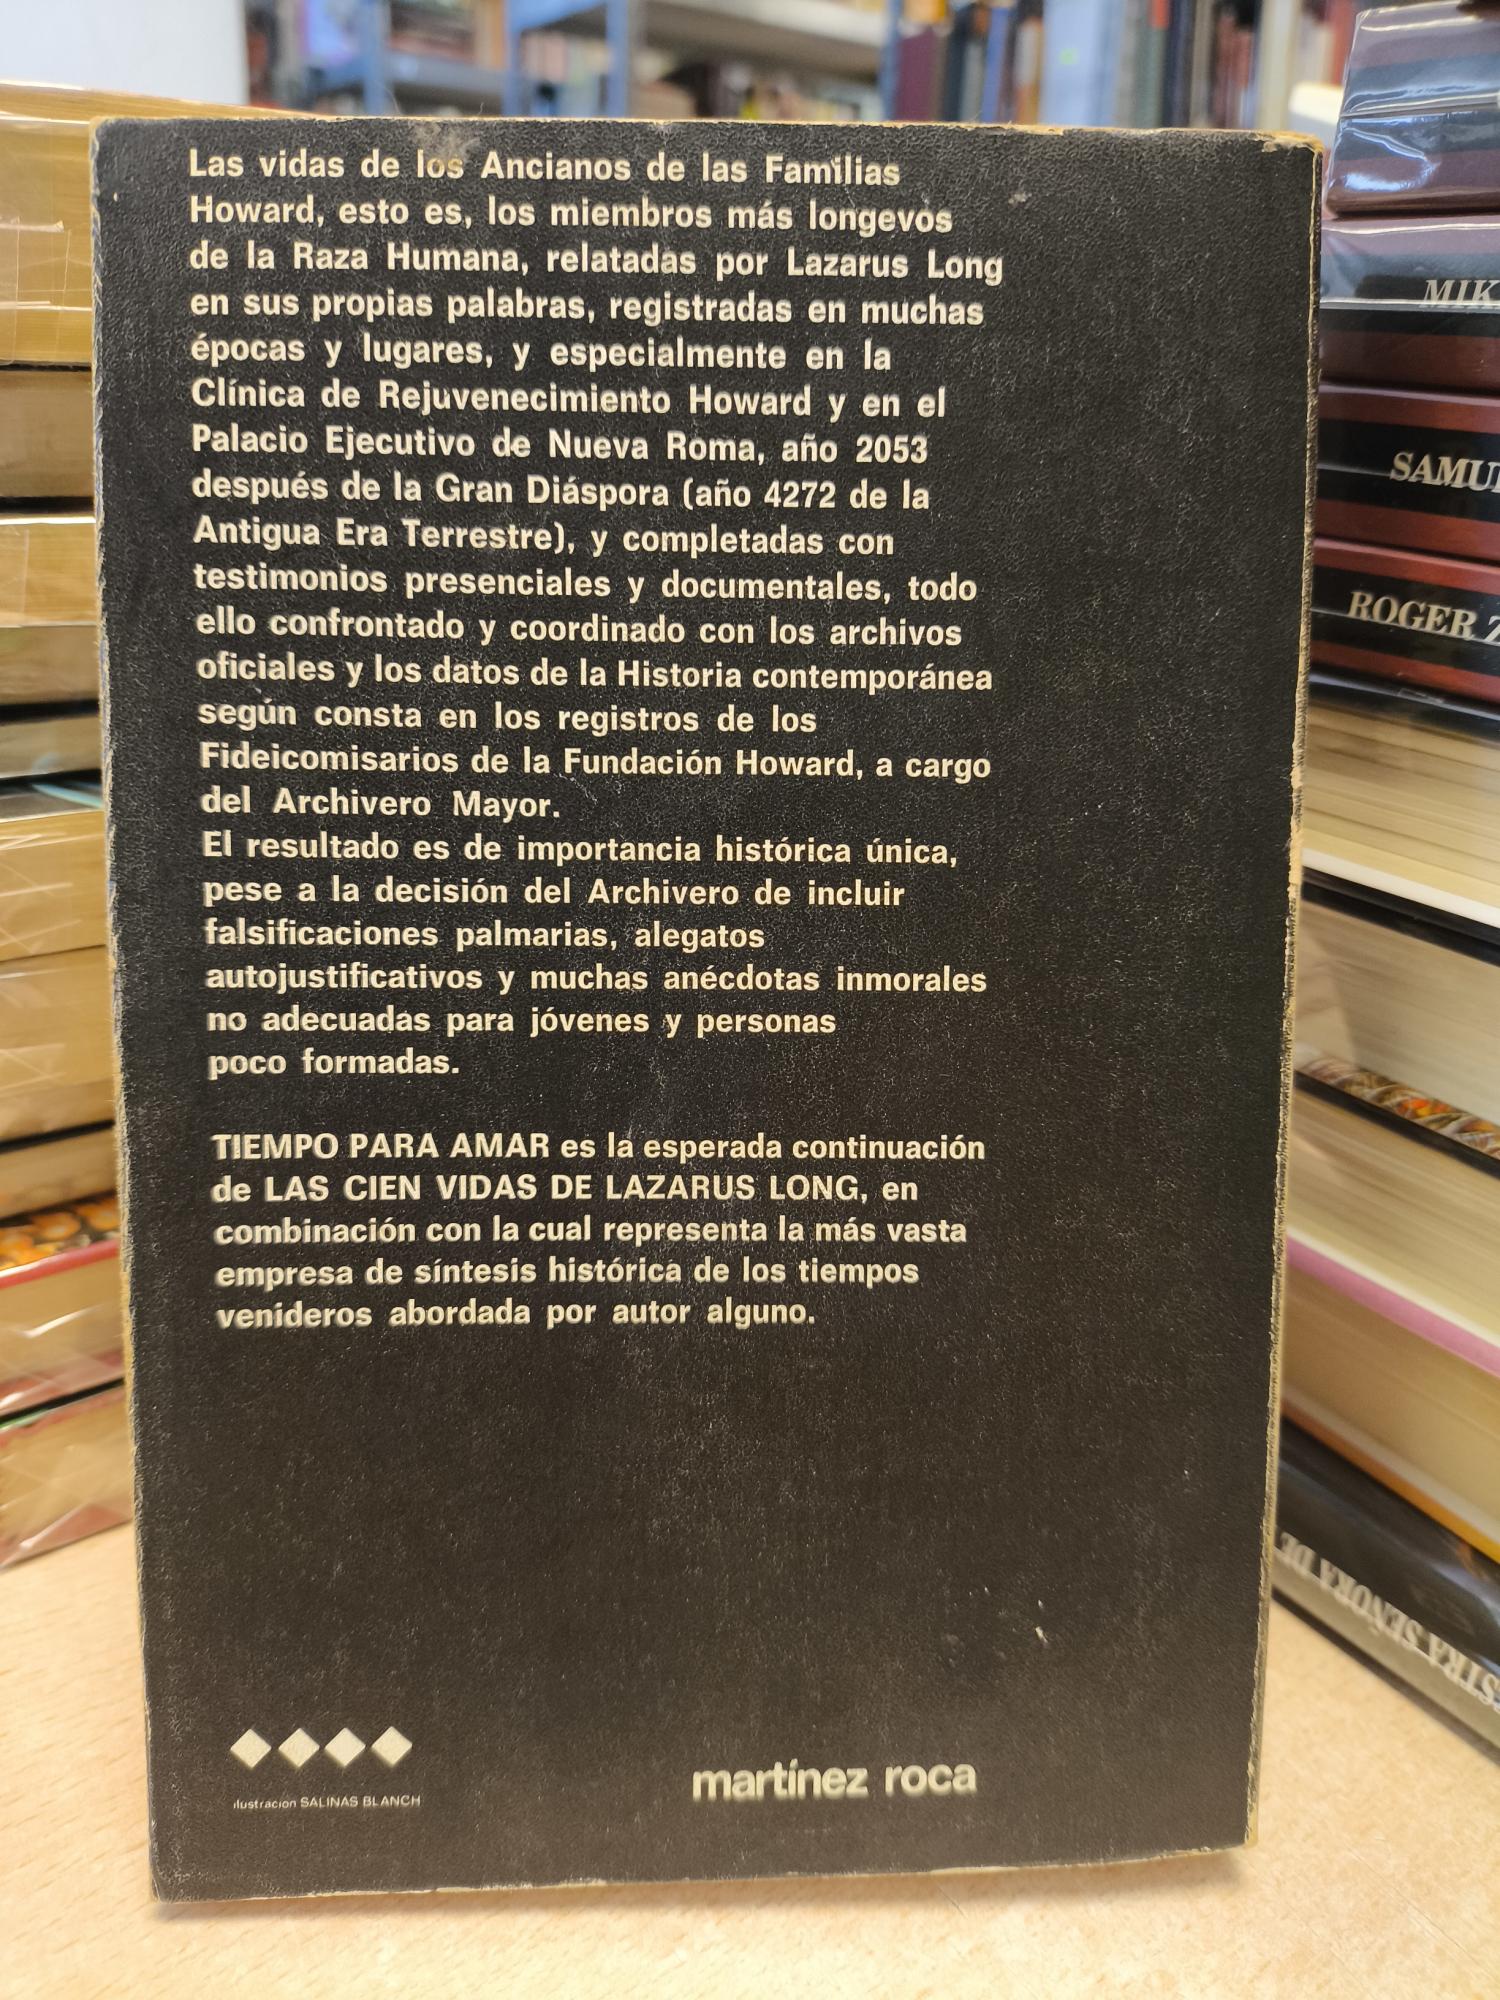 Las vidas de los Ancianos de las Familias
Howard, esto es, los miembros más longevos
de la Raza Humana, relatadas por Lazarus Long
en sus propias palabras, registradas en muchas
épocas y lugares, y especialmente en la
Clínica de Rejuvenecimiento Howard y en el
Palacio Ejecutivo de Nueva Roma, año 2053
después de la Gran Diáspora (año 4272 de la
Antigua Era Terrestre), y completadas con
testimonios presenciales y documentales, todo
ello confrontado y coordinado con los archivos
oficiales y los datos de la Historia contemporánea
según consta en los registros de los
Fideicomisarios de la Fundación Howard, a cargo
del Archivero Mayor.
El resultado es de importancia histórica única,
pese a la decisión del Archivero de incluir
falsificaciones palmarias, alegatos
autojustificativos y muchas anécdotas inmorales
no adecuadas para jóvenes y personas
poco formadas.
TIEMPO PARA AMAR es la esperada continuación
de LAS CIEN VIDAS DE LAZARUS LONG, en
combinación con la cual representa la más vasta
empresa de síntesis histórica de los tiempos
venideros abordada por autor alguno.
ilustración SALINAS BLANCH
martínez roca
MIK
SAMU
ROGER Z
STRA SEÑORA DE